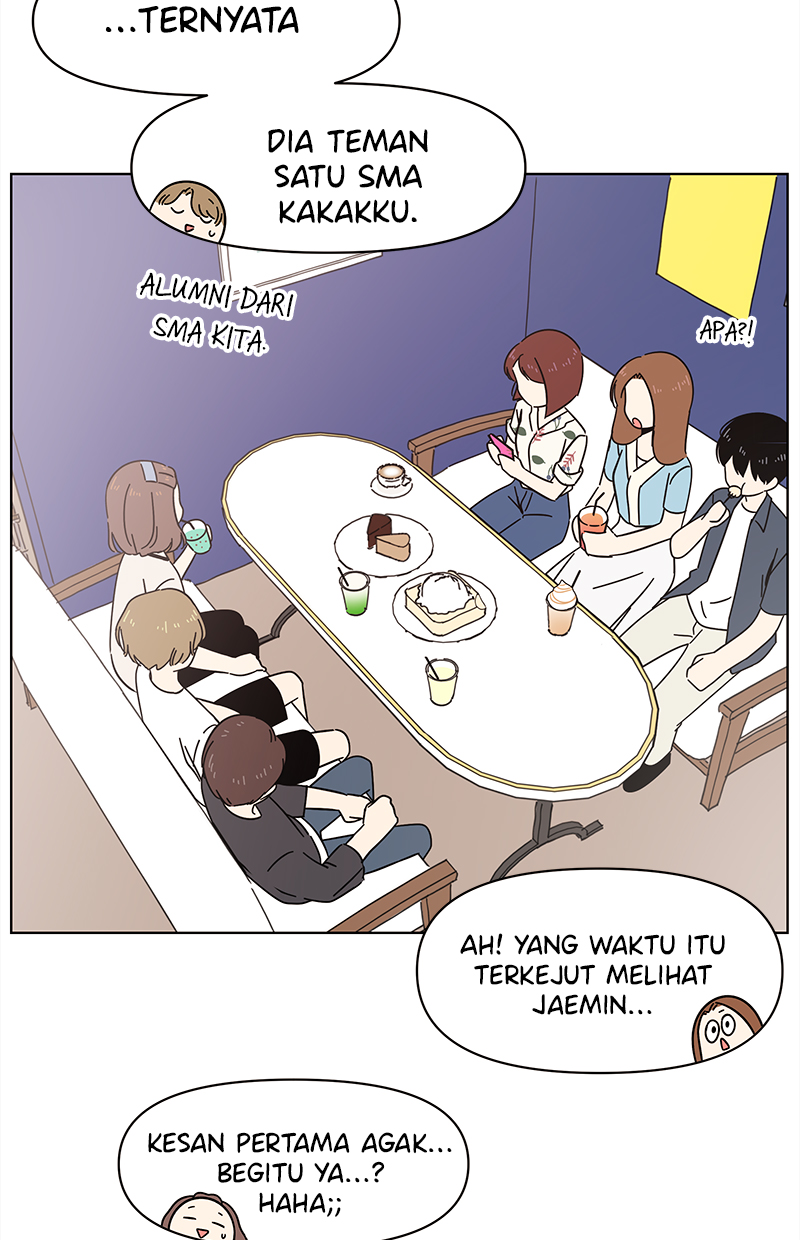 ...TERNYATA
DIA TEMAN
SATU SMA
KAKAKKU.
ALUMNI DARI
SMA KITA.
APA?!
AH! YANG WAKTU ITU
TERKEJUT MELIHAT
JAEMIN...
KESAN PERTAMA AGAK...
BEGITU YA...?
HAHA;;